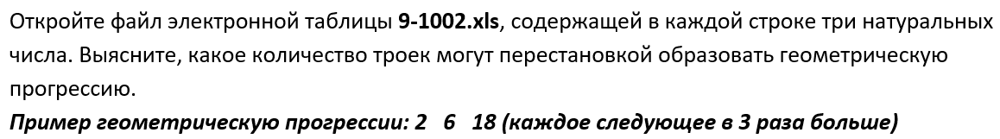 Откройте файл электронной таблицы 9-1002.xls, содержащей в каждой строке три натуральных
числа. Выясните, какое количество троек могут перестановкой образовать геометрическую
прогрессию.
Пример геометрическую прогрессии: 2 6 18 (каждое следующее в 3 раза больше)